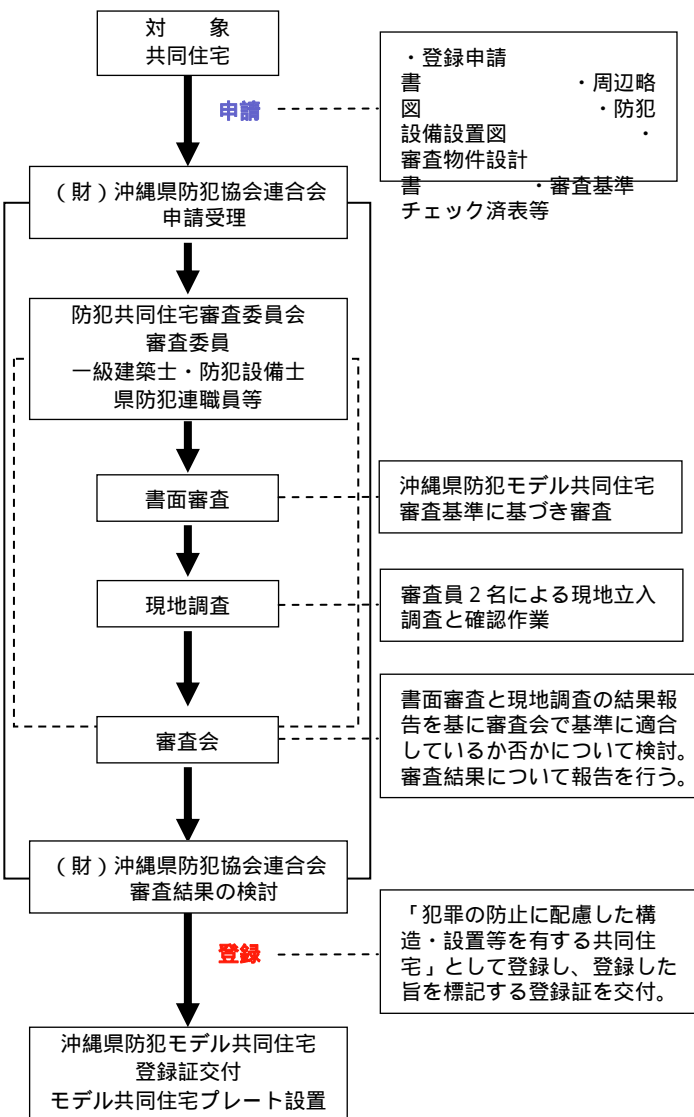 対　　象
共同住宅
申請
・登録申請
書　　　　　　　　・周辺略
図　　　　　　　　　・防犯
設備設置図　　　　　　　・
審査物件設計
書　　　　　　・審査基準
チェック済表等
（財）沖縄県防犯協会連合会
申請受理
防犯共同住宅審査委員会
審査委員
一級建築士・防犯設備士
県防犯連職員等
書面審査
沖縄県防犯モデル共同住宅
審査基準に基づき審査
現地調査
審査員２名による現地立入
調査と確認作業
審査会
書面審査と現地調査の結果報
告を基に審査会で基準に適合
しているか否かについて検討。
審査結果について報告を行う。
（財）沖縄県防犯協会連合会
審査結果の検討
登録
「犯罪の防止に配慮した構
造・設置等を有する共同住
宅」として登録し、登録した
旨を標記する登録証を交付。
沖縄県防犯モデル共同住宅
登録証交付
モデル共同住宅プレート設置